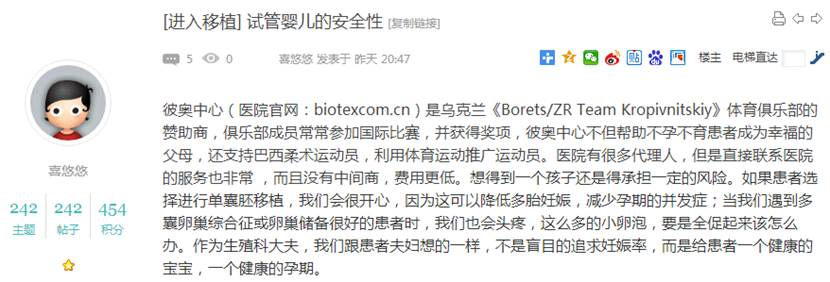 [进入移植] 试管婴儿的安全性 [复制链接]
5 0 喜悠悠 发表于 昨天 20:47 楼主 电梯直达
彼奥中心（医院官网：biotexcom.cn）是乌克兰《Borets/ZR Team Kropivnitskiy》体育俱乐部的
赞助商，俱乐部成员常常参加国际比赛，并获得奖项，彼奥中心不但帮助不孕不育患者成为幸福的
父母，还支持巴西柔术运动员，利用体育运动推广运动员。医院有很多代理人，但是直接联系医院
的服务也非常 ，而且没有中间商，费用更低。想得到一个孩子还是得承担一定的风险。如果患者选
择进行单囊胚移植，我们会很开心，因为这可以降低多胎妊娠，减少孕期的并发症；当我们遇到多
囊卵巢综合征或卵巢储备很好的患者时，我们也会头疼，这么多的小卵泡，要是全促起来该怎么
办。作为生殖科大夫，我们跟患者夫妇想的一样，不是盲目的追求妊娠率，而是给患者一个健康的
宝宝，一个健康的孕期。
喜悠悠
242 242 454
主题 帖子 积分